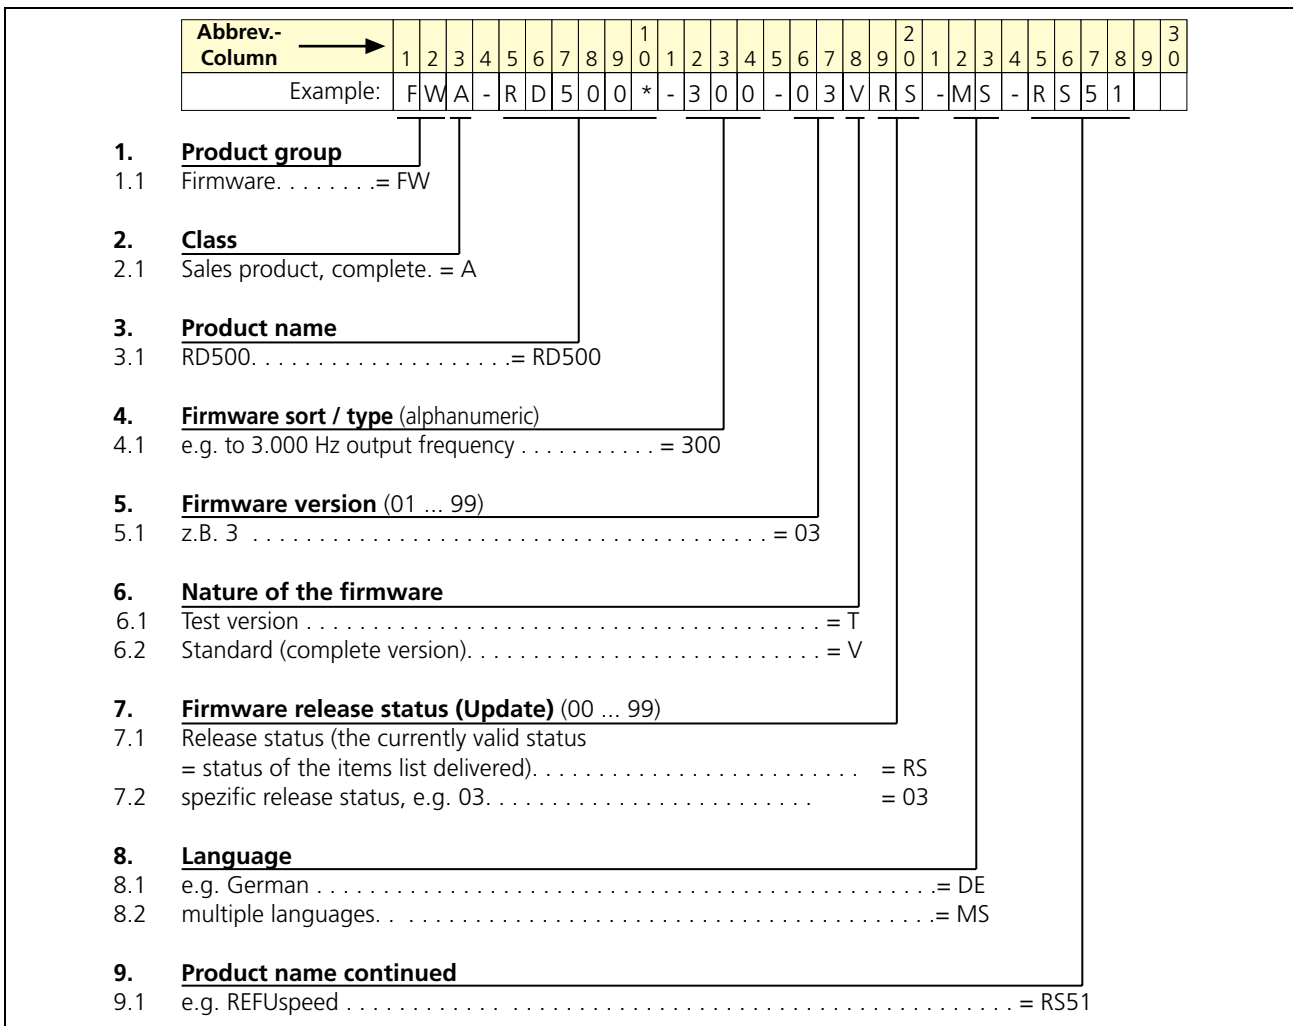 Abbrev.-
Column
1 2 3 4 5 6 7 8 9 10 1 2 3 4 5 6 7 8 9 20 1 2 3 4 5 6 7 8 9 30
Example: F W A - R D 5 0 0 * - 3 0 0 - 0 3 V R S - M S - R S 5 1
1. Product group
1.1 Firmware. . . . . . . .= FW
2. Class
2.1 Sales product, complete. = A
3. Product name
3.1 RD500. . . . . . . . . . . . . . . . . . . .= RD500
4. Firmware sort / type (alphanumeric)
4.1 e.g. to 3.000 Hz output frequency . . . . . . . . . . . = 300
5. Firmware version (01 ... 99)
5.1 z.B. 3 . . . . . . . . . . . . . . . . . . . . . . . . . . . . . . . . . . . . . . . = 03
6. Nature of the firmware
6.1 Test version . . . . . . . . . . . . . . . . . . . . . . . . . . . . . . . . . . . . . . . = T
6.2 Standard (complete version). . . . . . . . . . . . . . . . . . . . . . . . . . . = V
7. Firmware release status (Update) (00 ... 99)
7.1 Release status (the currently valid status
= status of the items list delivered). . . . . . . . . . . . . . . . . . . . . . . . . = RS
7.2 spezific release status, e.g. 03. . . . . . . . . . . . . . . . . . . . . . . . . = 03
8. Language
8.1 e.g. German . . . . . . . . . . . . . . . . . . . . . . . . . . . . . . . . . . . . . . . . . . . . . . .= DE
8.2 multiple languages. . . . . . . . . . . . . . . . . . . . . . . . . . . . . . . . . . . . . . . . . .= MS
9. Product name continued
9.1 e.g. REFUspeed . . . . . . . . . . . . . . . . . . . . . . . . . . . . . . . . . . . . . . . . . . . . . . . . . . = RS51